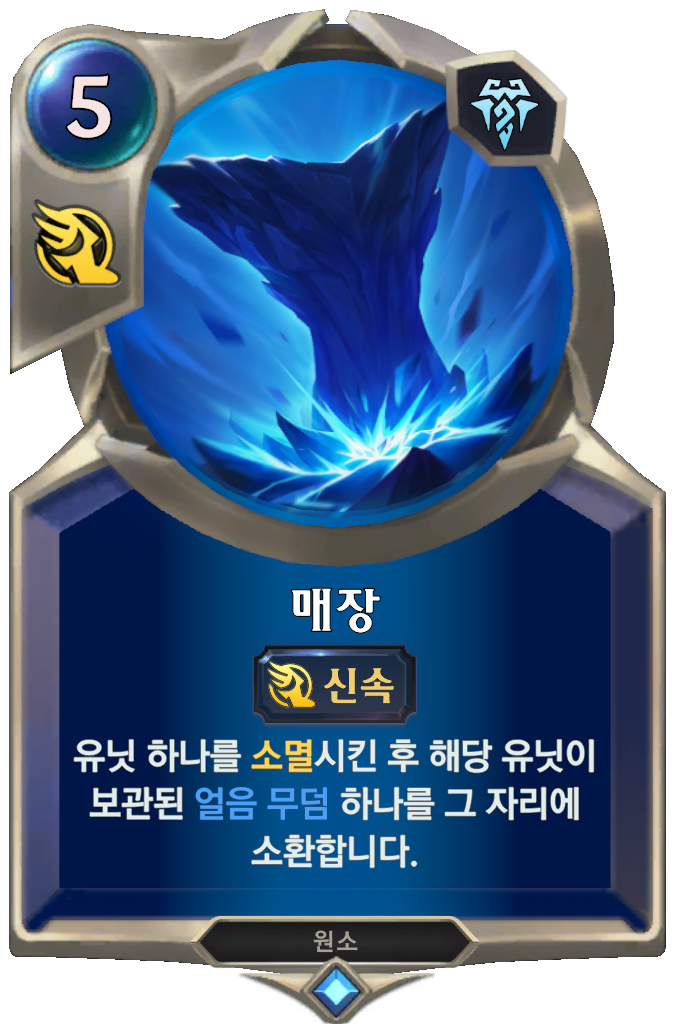 5
매장
신속
유닛 하나를 소멸시킨 후 해당 유닛이
보관된 얼음 무덤 하나를 그 자리에
소환합니다.
원소